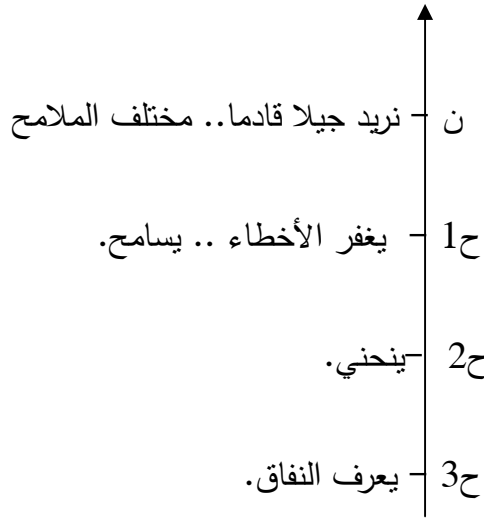 ن – نريد جيلا قادما.. مختلف الملامح
ح1 – يغفر الأخطاء .. يسامح.
ح2 –ينحني.
ح3 – يعرف النفاق.